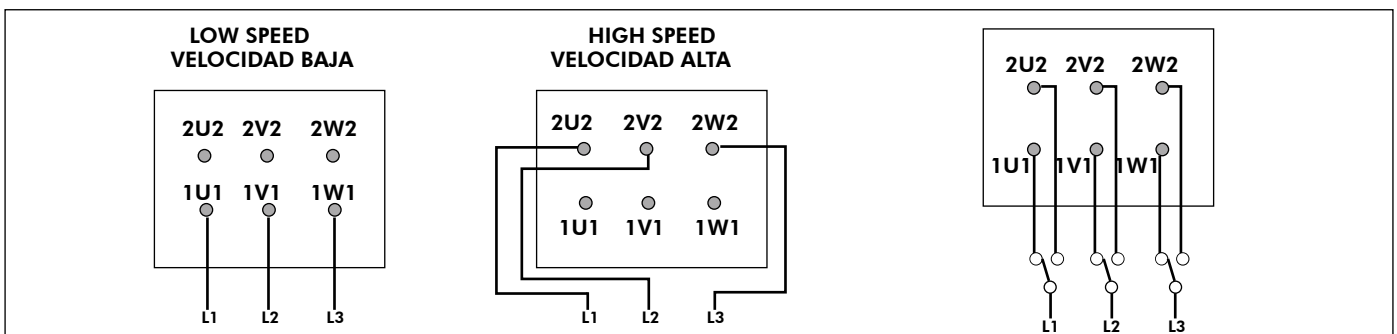 LOW SPEED
VELOCIDAD BAJA
2U2 2V2 2W2
1U1 1V1 1W1
L1 L2 L3
HIGH SPEED
VELOCIDAD ALTA
2U2 2V2 2W2
1U1 1V1 1W1
L1 L2 L3
2U2 2V2 2W2
1U1 1V1 1W1
L1 L2 L3